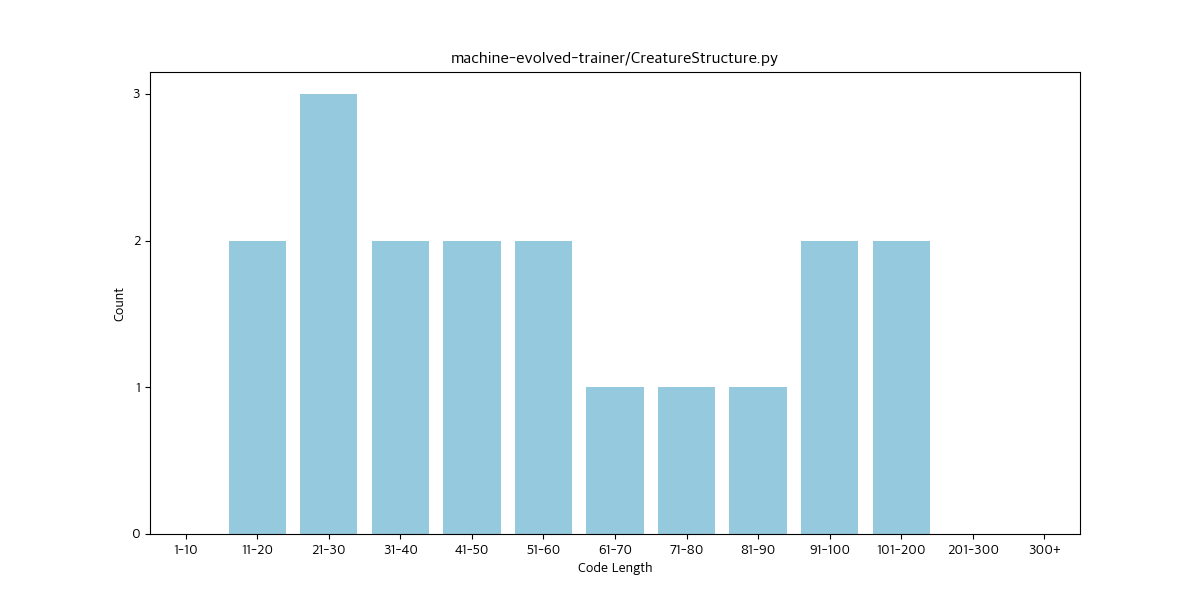 machine-evolved-trainer/CreatureStructure.py
3
2
1
0
Count
1-10 11-20 21-30 31-40 41-50 51-60 61-70 71-80 81-90 91-100 101-200 201-300 300+
Code Length